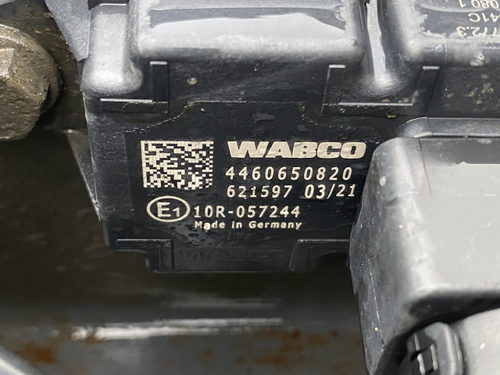 WABCO
4460650820
621597 03/21
E1 10R-057244
Made in Germany